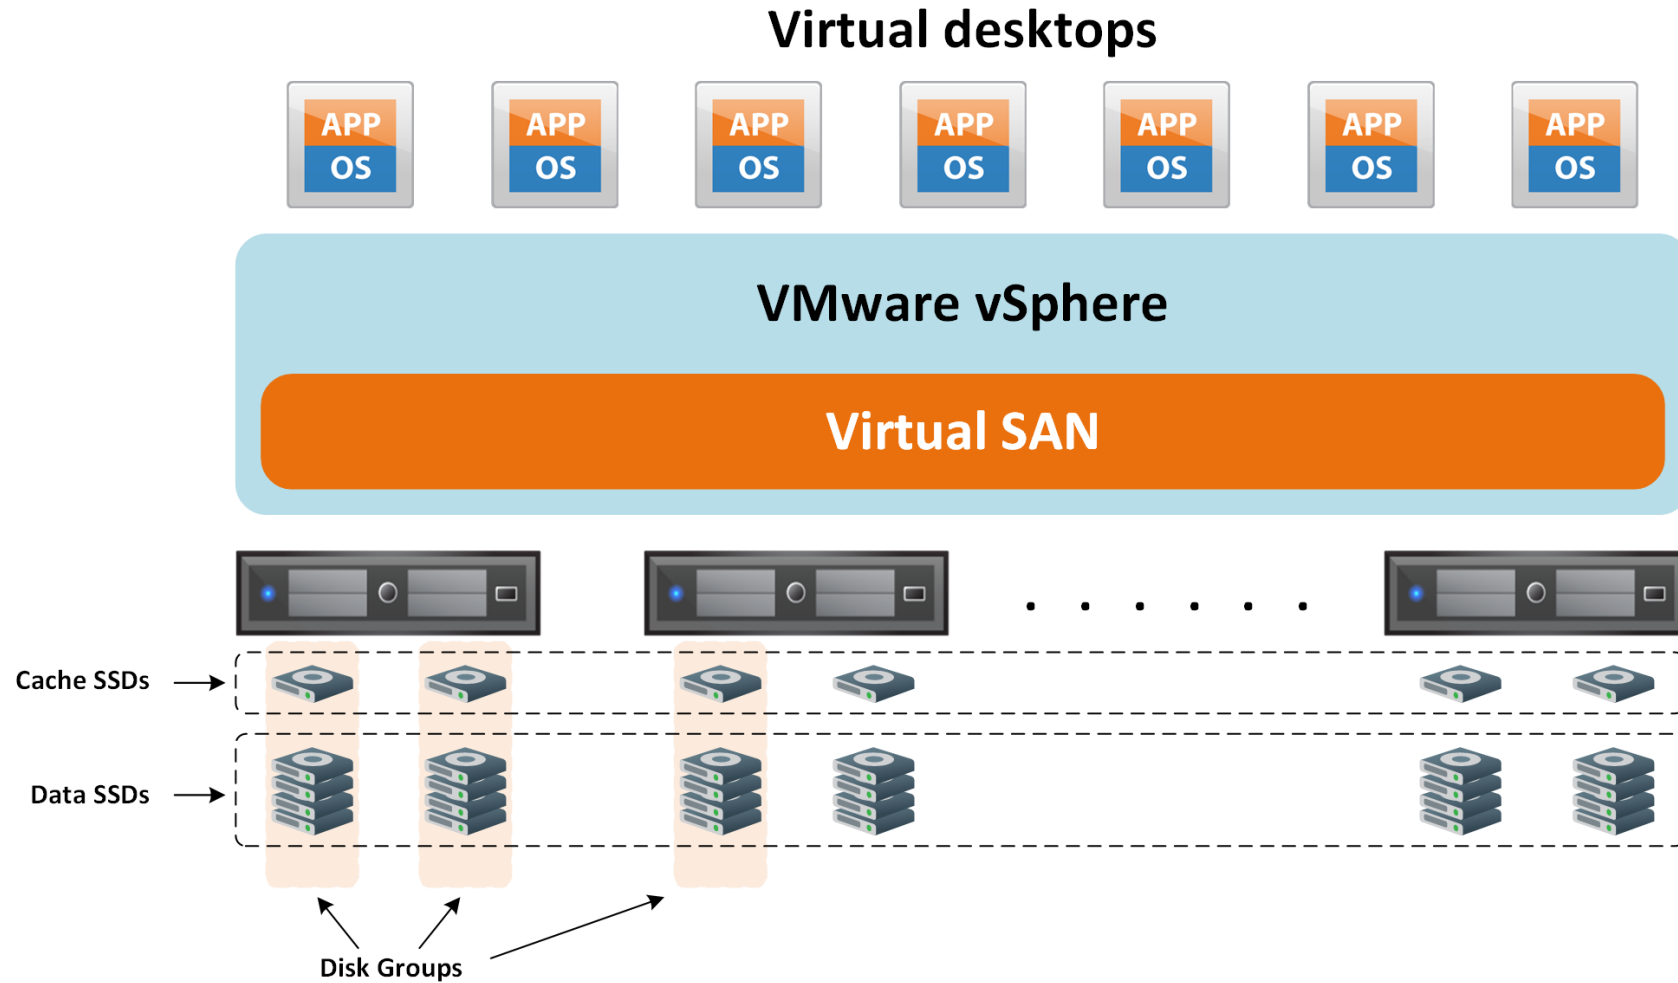 Virtual desktops
APP APP APP APP APP APP APP
OS OS OS OS OS OS OS
VMware vSphere
Virtual SAN
Cache SSDs
Data SSDs
Disk Groups